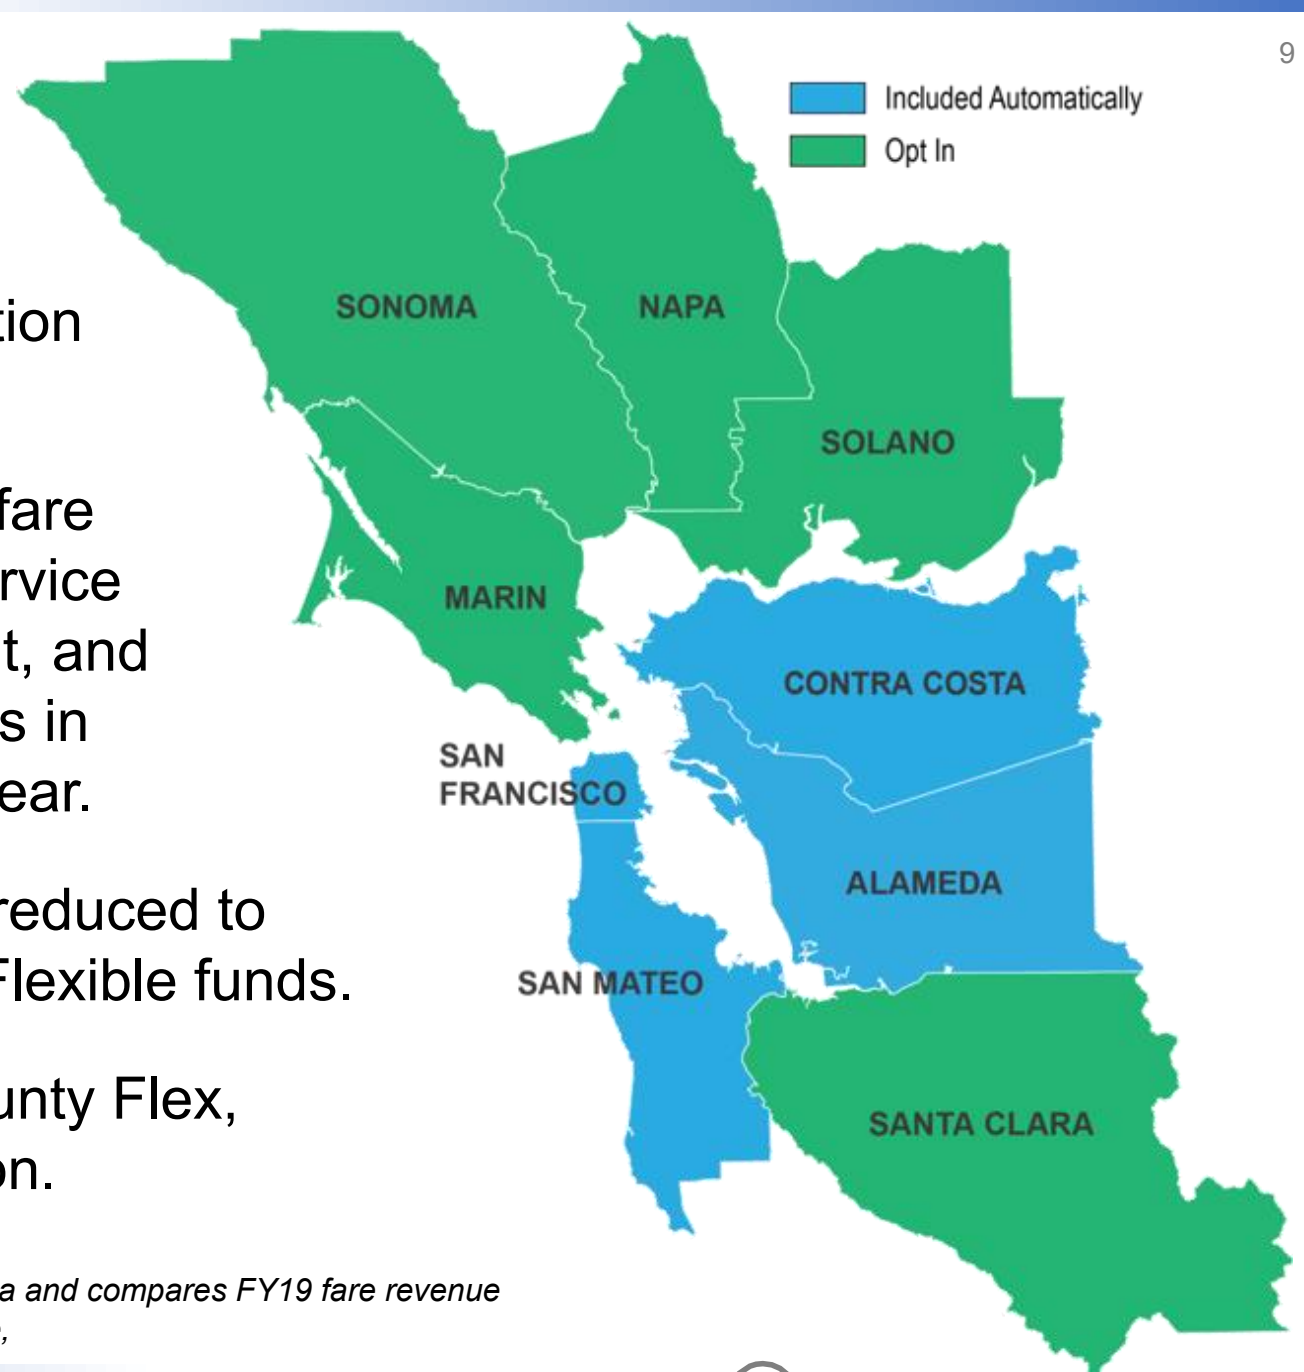 9
Included Automatically
Opt In
tion
fare
rvice
t, and
s in
ear.
reduced to
Flexible funds.
unty Flex,
on.
a and compares FY19 fare revenue
,
SONOMA
NAPA
SOLANO
MARIN
CONTRA COSTA
SAN
FRANCISCO
ALAMEDA
SAN MATEO
SANTA CLARA